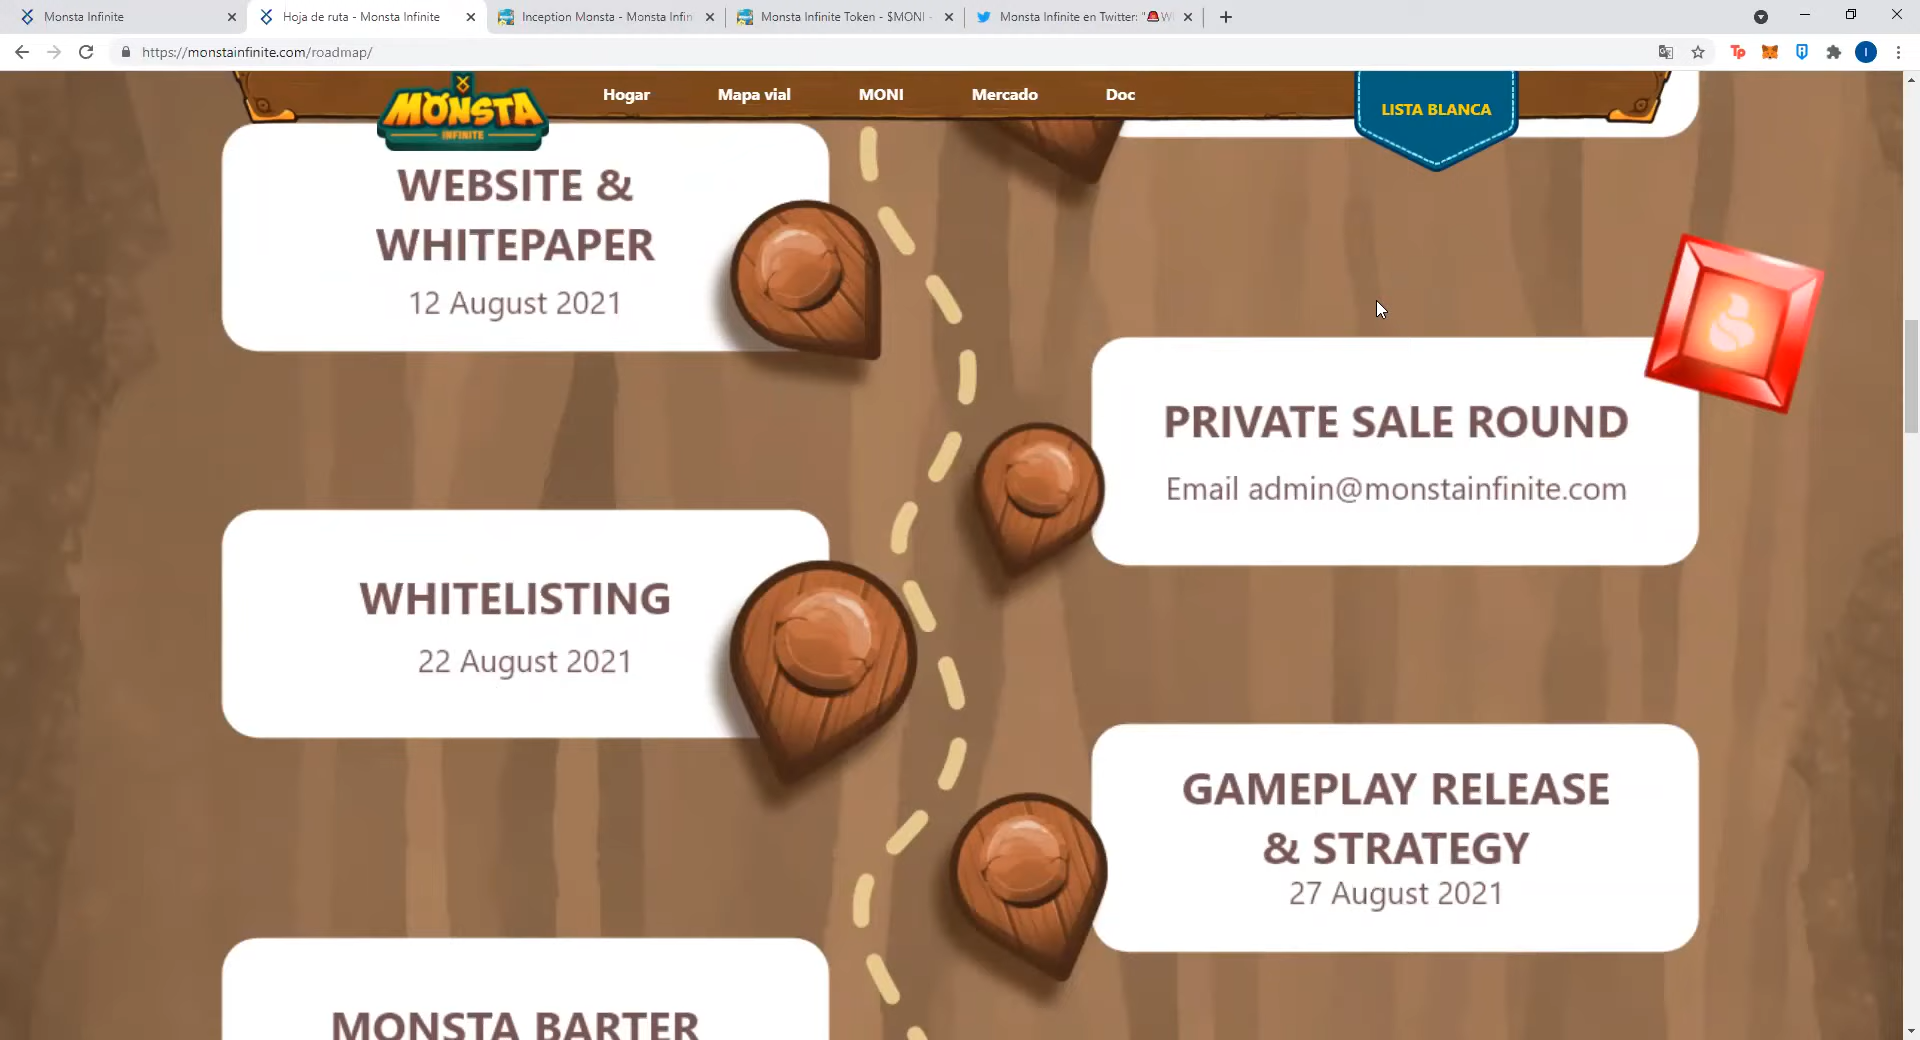 Monsta Infinite
Hoja de ruta - Monsta Infinite
Inception Monsta - Monsta Infin
Monsta Infinite Token - $MONI -
Monsta Infinite en Twitter: "🚨W
https://monstainfinite.com/roadmap/
Tp
I
MONSTA
INFINITE
Hogar
Mapa vial
MONI
Mercado
Doc
LISTA BLANCA
WEBSITE &
WHITEPAPER
12 August 2021
PRIVATE SALE ROUND
Email admin@monstainfinite.com
WHITELISTING
22 August 2021
GAMEPLAY RELEASE
& STRATEGY
27 August 2021
MONSTA BARTER